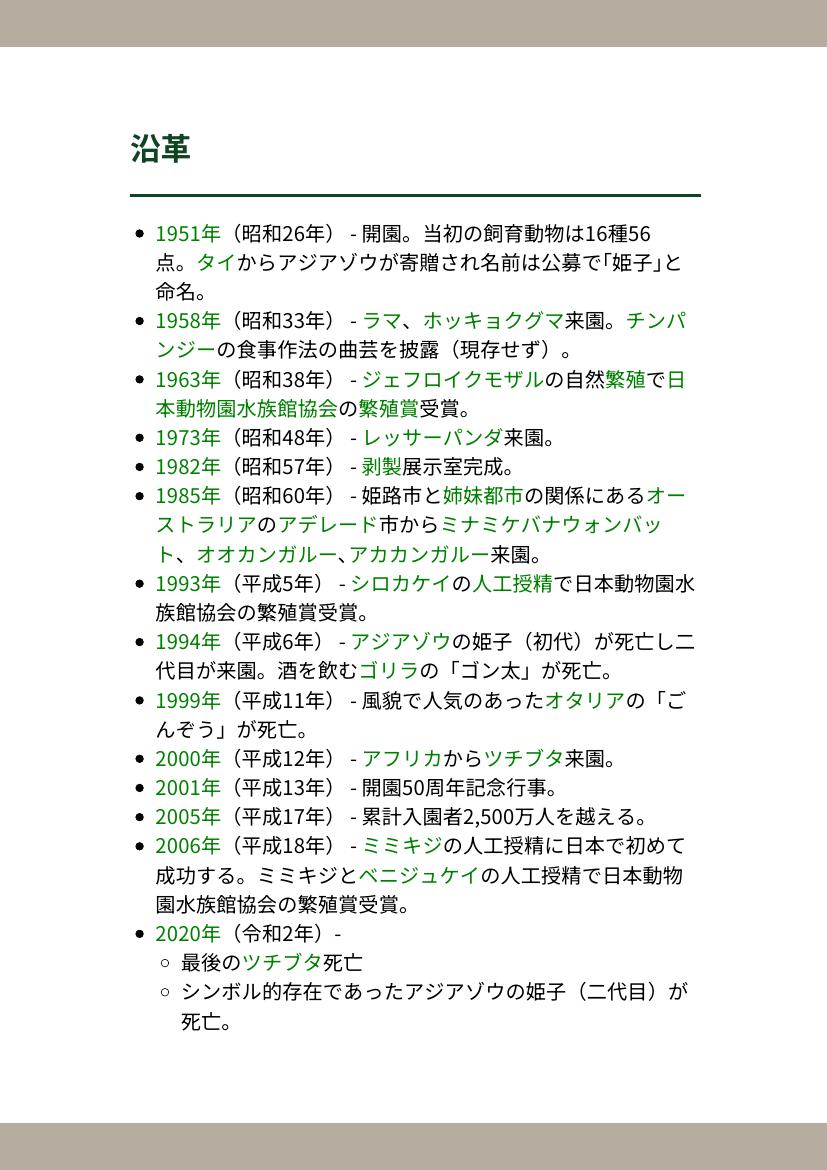 沿革
• 1951年（昭和26年） - 開園。当初の飼育動物は16種56
点。タイからアジアゾウが寄贈され名前は公募で｢姫子｣と
命名。
• 1958年（昭和33年） - ラマ、ホッキョクグマ来園。チンパ
ンジーの食事作法の曲芸を披露（現存せず）。
• 1963年（昭和38年） - ジェフロイクモザルの自然繁殖で日
本動物園水族館協会の繁殖賞受賞。
• 1973年（昭和48年） - レッサーパンダ来園。
• 1982年（昭和57年） - 剥製展示室完成。
• 1985年（昭和60年） - 姫路市と姉妹都市の関係にあるオー
ストラリアのアデレード市からミナミケバナウォンバッ
ト、オオカンガルー､アカカンガルー来園。
• 1993年（平成5年） - シロカケイの人工授精で日本動物園水
族館協会の繁殖賞受賞。
• 1994年（平成6年） - アジアゾウの姫子（初代）が死亡し二
代目が来園。酒を飲むゴリラの「ゴン太」が死亡。
• 1999年（平成11年） - 風貌で人気のあったオタリアの「ご
んぞう」が死亡。
• 2000年（平成12年） - アフリカからツチブタ来園。
• 2001年（平成13年） - 開園50周年記念行事。
• 2005年（平成17年） - 累計入園者2,500万人を越える。
• 2006年（平成18年） - ミミキジの人工授精に日本で初めて
成功する。ミミキジとベニジュケイの人工授精で日本動物
園水族館協会の繁殖賞受賞。
• 2020年（令和2年）-
○ 最後のツチブタ死亡
○ シンボル的存在であったアジアゾウの姫子（二代目）が
死亡。